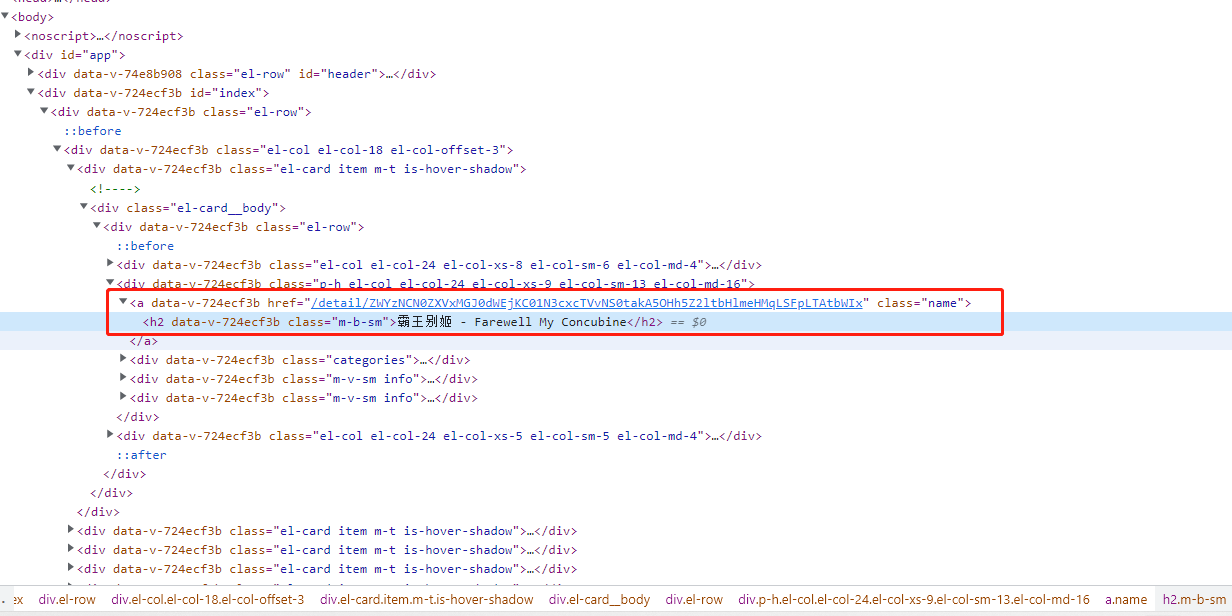 <body>
<noscript>…</noscript>
<div id="app">
<div data-v-74e8b908 class="el-row" id="header">…</div>
<div data-v-724ecf3b id="index">
<div data-v-724ecf3b class="el-row">
::before
<div data-v-724ecf3b class="el-col el-col-18 el-col-offset-3">
<div data-v-724ecf3b class="el-card item m-t is-hover-shadow">
<!---->
<div class="el-card__body">
<div data-v-724ecf3b class="el-row">
::before
<div data-v-724ecf3b class="el-col el-col-24 el-col-xs-8 el-col-sm-6 el-col-md-4">…</div>
<div data-v-724ecf3b class="p-h el-col el-col-24 el-col-xs-9 el-col-sm-13 el-col-md-16">
<a data-v-724ecf3b href="/detail/ZWYzNCN0ZXVxMGJ0dWEjKC01N3cxcTVvNS0takA5OHh5Z2ltbHlmeHMqLSFpLTAtbWIx" class="name">
<h2 data-v-724ecf3b class="m-b-sm">霸王别姬 - Farewell My Concubine</h2> == $0
</a>
<div data-v-724ecf3b class="categories">…</div>
<div data-v-724ecf3b class="m-v-sm info">…</div>
<div data-v-724ecf3b class="m-v-sm info">…</div>
</div>
<div data-v-724ecf3b class="el-col el-col-24 el-col-xs-5 el-col-sm-5 el-col-md-4">…</div>
::after
</div>
</div>
</div>
<div data-v-724ecf3b class="el-card item m-t is-hover-shadow">…</div>
<div data-v-724ecf3b class="el-card item m-t is-hover-shadow">…</div>
<div data-v-724ecf3b class="el-card item m-t is-hover-shadow">…</div>
ex div.el-row div.el-col.el-col-18.el-col-offset-3 div.el-card.item.m-t.is-hover-shadow div.el-card__body div.el-row div.p-h.el-col.el-col-24.el-col-xs-9.el-col-sm-13.el-col-md-16 a.name h2.m-b-sm